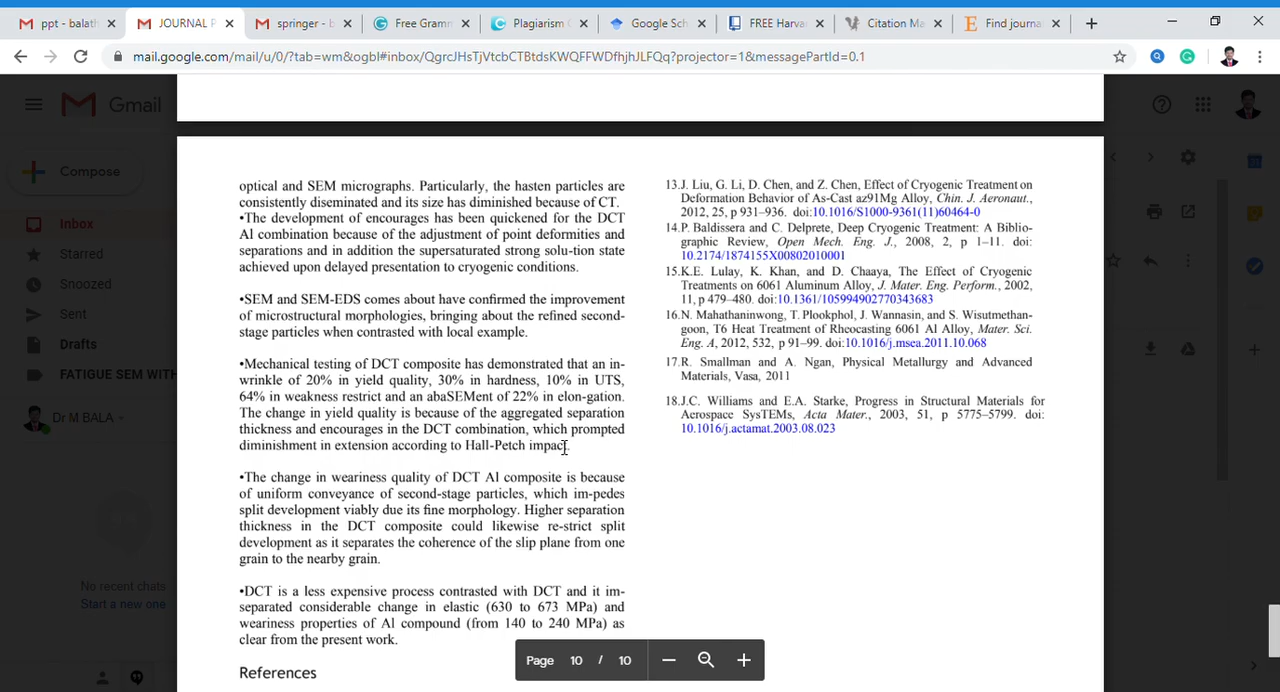 ppt - balath
JOURNAL P
springer - b
Free Gramm
Plagiarism C
Google Sch
FREE Harva
Citation Ma
Find journa
mail.google.com/mail/u/0/?tab=wm&ogbl#inbox/QgrcJHsTjVtcbCTBtdsKWQFFWDfhjhJLFQq?projector=1&messagePartId=0.1
Gmail
Compose
Inbox
Starred
Snoozed
Sent
Drafts
FATIGUE SEM WITH
Dr M BALA
No recent chats
Start a new one
optical and SEM micrographs. Particularly, the hasten particles are
consistently diseminated and its size has diminished because of CT.
•The development of encourages has been quickened for the DCT
Al combination because of the adjustment of point deformities and
separations and in addition the supersaturated strong solu-tion state
achieved upon delayed presentation to cryogenic conditions.
•SEM and SEM-EDS comes about have confirmed the improvement
of microstructural morphologies, bringing about the refined second-
stage particles when contrasted with local example.
•Mechanical testing of DCT composite has demonstrated that an in-
wrinkle of 20% in yield quality, 30% in hardness, 10% in UTS,
64% in weakness restrict and an abaSEMent of 22% in elon-gation.
The change in yield quality is because of the aggregated separation
thickness and encourages in the DCT combination, which prompted
diminishment in extension according to Hall-Petch impact.
•The change in weariness quality of DCT Al composite is because
of uniform conveyance of second-stage particles, which im-pedes
split development viably due its fine morphology. Higher separation
thickness in the DCT composite could likewise re-strict split
development as it separates the coherence of the slip plane from one
grain to the nearby grain.
•DCT is a less expensive process contrasted with DCT and it im-
separated considerable change in elastic (630 to 673 MPa) and
weariness properties of Al compound (from 140 to 240 MPa) as
clear from the present work.
References
13.J. Liu, G. Li, D. Chen, and Z. Chen, Effect of Cryogenic Treatment on
Deformation Behavior of As-Cast az91Mg Alloy, Chin. J. Aeronaut.,
2012, 25, p 931–936. doi:10.1016/S1000-9361(11)60464-0
14.P. Baldissera and C. Delprete, Deep Cryogenic Treatment: A Biblio-
graphic Review, Open Mech. Eng. J., 2008, 2, p 1–11. doi:
10.2174/1874155X00802010001
15.K.E. Lulay, K. Khan, and D. Chaaya, The Effect of Cryogenic
Treatments on 6061 Aluminum Alloy, J. Mater. Eng. Perform., 2002,
11, p 479–480. doi:10.1361/105994902770343683
16.N. Mahathaninwong, T. Plookphol, J. Wannasin, and S. Wisutmethan-
goon, T6 Heat Treatment of Rheocasting 6061 Al Alloy, Mater. Sci.
Eng. A, 2012, 532, p 91–99. doi:10.1016/j.msea.2011.10.068
17.R. Smallman and A. Ngan, Physical Metallurgy and Advanced
Materials, Vasa, 2011
18.J.C. Williams and E.A. Starke, Progress in Structural Materials for
Aerospace SysTEMs, Acta Mater., 2003, 51, p 5775–5799. doi:
10.1016/j.actamat.2003.08.023
Page 10 / 10